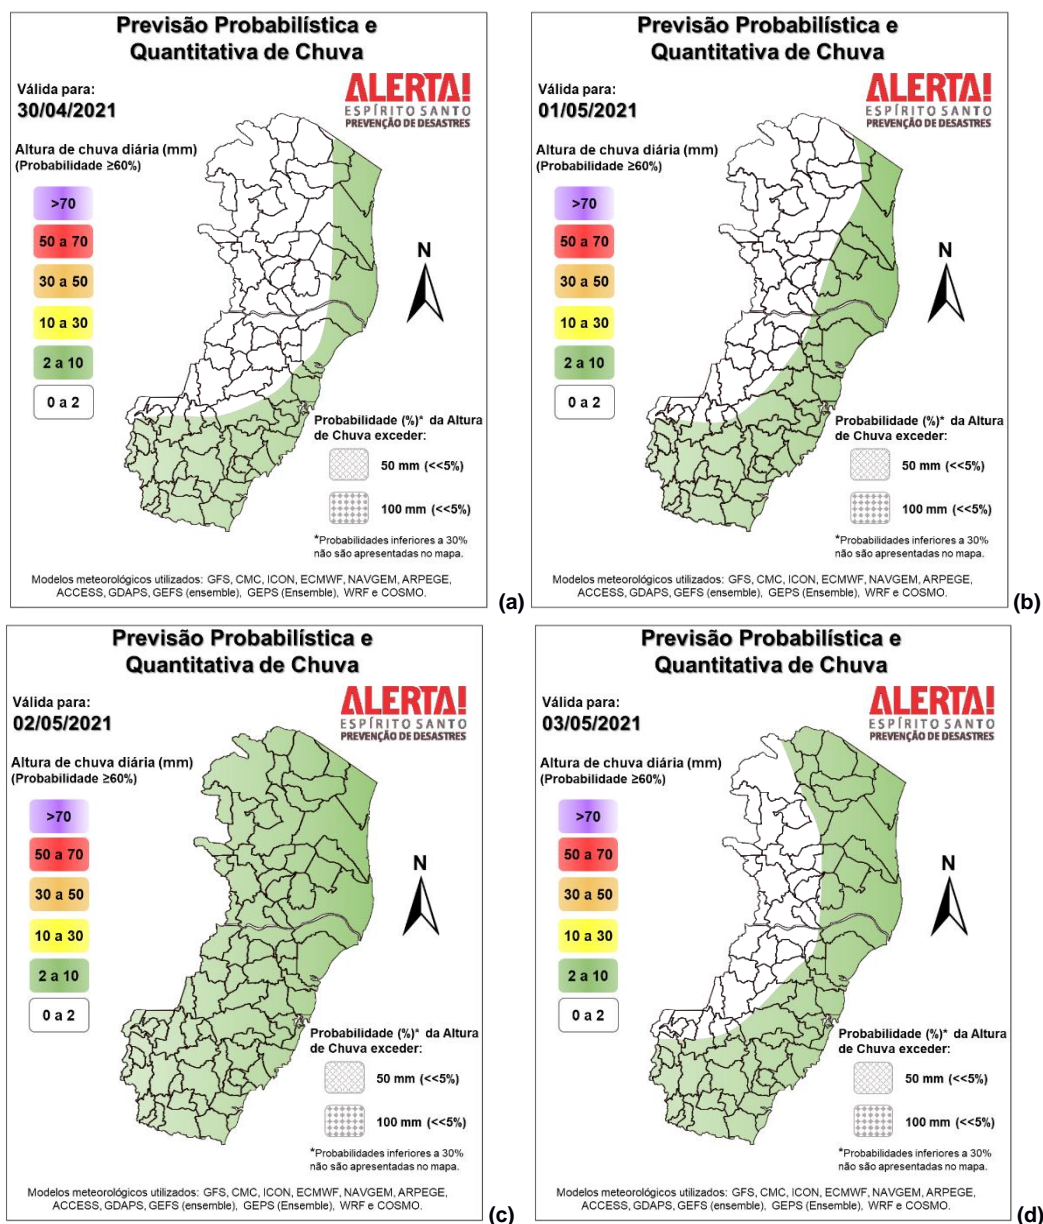 Previsão Probabilística e
Quantitativa de Chuva
Válida para:
30/04/2021
ALERTA!
ESPÍRITO SANTO
PREVENÇÃO DE DESASTRES
Altura de chuva diária (mm)
(Probabilidade ≥60%)
>70
50 a 70
30 a 50
10 a 30
2 a 10
0 a 2
N
Probabilidade (%)* da Altura
de Chuva exceder:
50 mm (<<5%)
100 mm (<<5%)
*Probabilidades inferiores a 30%
não são apresentadas no mapa.
Modelos meteorológicos utilizados: GFS, CMC, ICON, ECMWF, NAVGEM, ARPEGE,
ACCESS, GDAPS, GEFS (ensemble), GEPS (Ensemble), WRF e COSMO.
(a)
Previsão Probabilística e
Quantitativa de Chuva
Válida para:
01/05/2021
ALERTA!
ESPÍRITO SANTO
PREVENÇÃO DE DESASTRES
Altura de chuva diária (mm)
(Probabilidade ≥60%)
>70
50 a 70
30 a 50
10 a 30
2 a 10
0 a 2
N
Probabilidade (%)* da Altura
de Chuva exceder:
50 mm (<<5%)
100 mm (<<5%)
*Probabilidades inferiores a 30%
não são apresentadas no mapa.
Modelos meteorológicos utilizados: GFS, CMC, ICON, ECMWF, NAVGEM, ARPEGE,
ACCESS, GDAPS, GEFS (ensemble), GEPS (Ensemble), WRF e COSMO.
(b)
Previsão Probabilística e
Quantitativa de Chuva
Válida para:
02/05/2021
ALERTA!
ESPÍRITO SANTO
PREVENÇÃO DE DESASTRES
Altura de chuva diária (mm)
(Probabilidade ≥60%)
>70
50 a 70
30 a 50
10 a 30
2 a 10
0 a 2
N
Probabilidade (%)* da Altura
de Chuva exceder:
50 mm (<<5%)
100 mm (<<5%)
*Probabilidades inferiores a 30%
não são apresentadas no mapa.
Modelos meteorológicos utilizados: GFS, CMC, ICON, ECMWF, NAVGEM, ARPEGE,
ACCESS, GDAPS, GEFS (ensemble), GEPS (Ensemble), WRF e COSMO.
(c)
Previsão Probabilística e
Quantitativa de Chuva
Válida para:
03/05/2021
ALERTA!
ESPÍRITO SANTO
PREVENÇÃO DE DESASTRES
Altura de chuva diária (mm)
(Probabilidade ≥60%)
>70
50 a 70
30 a 50
10 a 30
2 a 10
0 a 2
N
Probabilidade (%)* da Altura
de Chuva exceder:
50 mm (<<5%)
100 mm (<<5%)
*Probabilidades inferiores a 30%
não são apresentadas no mapa.
Modelos meteorológicos utilizados: GFS, CMC, ICON, ECMWF, NAVGEM, ARPEGE,
ACCESS, GDAPS, GEFS (ensemble), GEPS (Ensemble), WRF e COSMO.
(d)